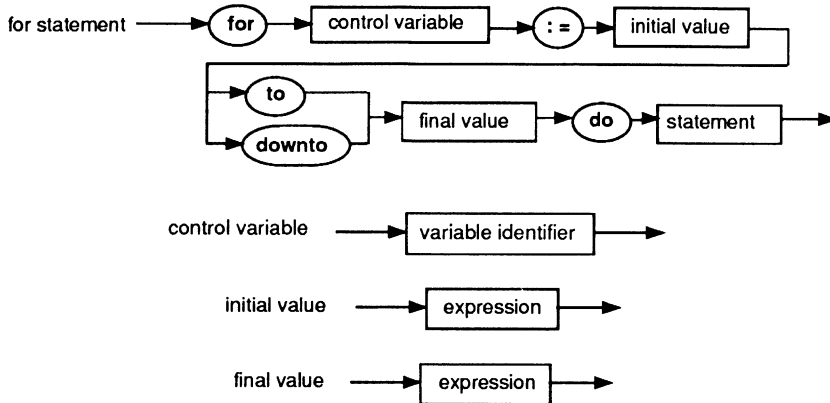 for statement for control variable := initial value
to
downto
final value do statement
control variable variable identifier
initial value expression
final value expression